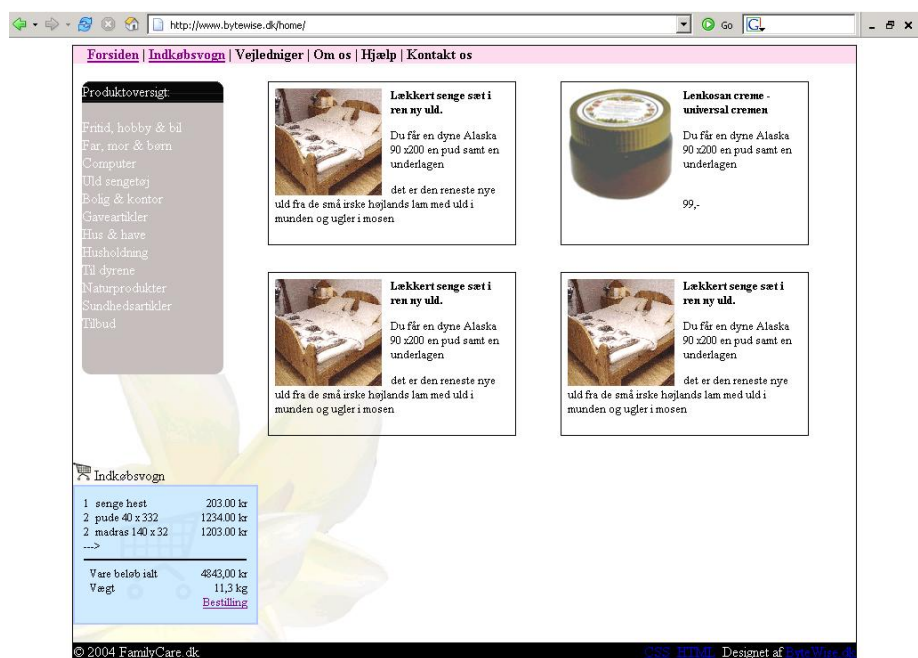 http://www.bytewise.dk/home/
Go
Forsiden | Indkøbsvogn | Vejledniger | Om os | Hjælp | Kontakt os
Produktoversigt:
Fritid, hobby & bil
Far, mor & børn
Computer
Uld sengetøj
Bolig & kontor
Gaveartikler
Hus & have
Husholdning
Til dyrene
Naturprodukter
Sundhedsartikler
Tilbud
Lækkert senge sæt i
ren ny uld.
Du får en dyne Alaska
90 x200 en pud samt en
underlagen
det er den reneste nye
uld fra de små irske højlands lam med uld i
munden og ugler i mosen
Lenkosan creme -
universal cremen
Du får en dyne Alaska
90 x200 en pud samt en
underlagen
99,-
Lækkert senge sæt i
ren ny uld.
Du får en dyne Alaska
90 x200 en pud samt en
underlagen
det er den reneste nye
uld fra de små irske højlands lam med uld i
munden og ugler i mosen
Lækkert senge sæt i
ren ny uld.
Du får en dyne Alaska
90 x200 en pud samt en
underlagen
det er den reneste nye
uld fra de små irske højlands lam med uld i
munden og ugler i mosen
Indkøbsvogn
1 senge hest 203.00 kr
2 pude 40 x 332 1234.00 kr
2 madras 140 x 32 1203.00 kr
--->
Vare beløb ialt 4843,00 kr
Vægt 11,3 kg
Bestilling
© 2004 FamilyCare.dk CSS HTML Designet af ByteWise.dk